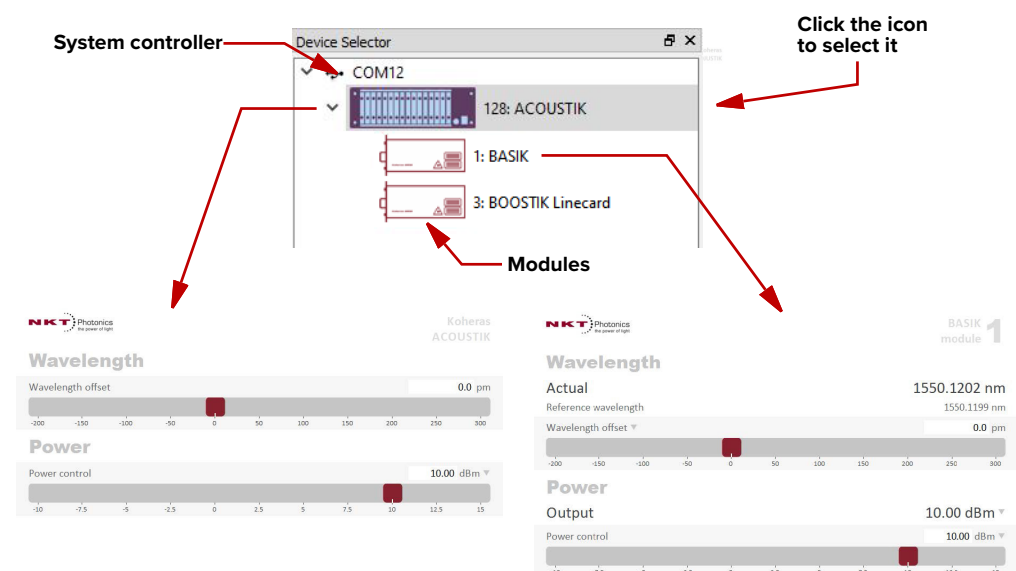 Click the icon
to select it
System controller
Device Selector
COM12
128: ACOUSTIK
1: BASIK
3: BOOSTIK Linecard
Modules
NKT Photonics
the power of light
Koheras
ACOUSTIK
Wavelength
Wavelength offset 0.0 pm
-200 -150 -100 -50 0 50 100 150 200 250 300
Power
Power control 10.00 dBm
-10 -7.5 -5 -2.5 0 2.5 5 7.5 10 12.5 15
NKT Photonics
the power of light
BASIK
module 1
Wavelength
Actual 1550.1202 nm
Reference wavelength 1550.1199 nm
Wavelength offset 0.0 pm
-200 -150 -100 -50 0 50 100 150 200 250 300
Power
Output 10.00 dBm
Power control 10.00 dBm